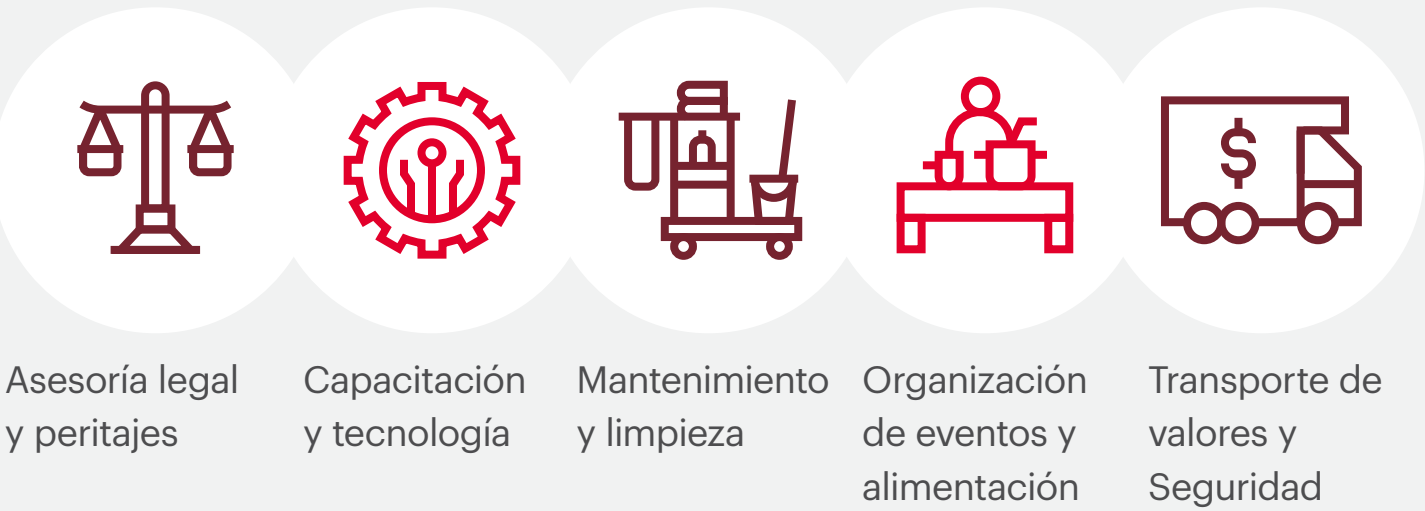 $
Asesoría legal
y peritajes
Capacitación
y tecnología
Mantenimiento
y limpieza
Organización
de eventos y
alimentación
Transporte de
valores y
Seguridad